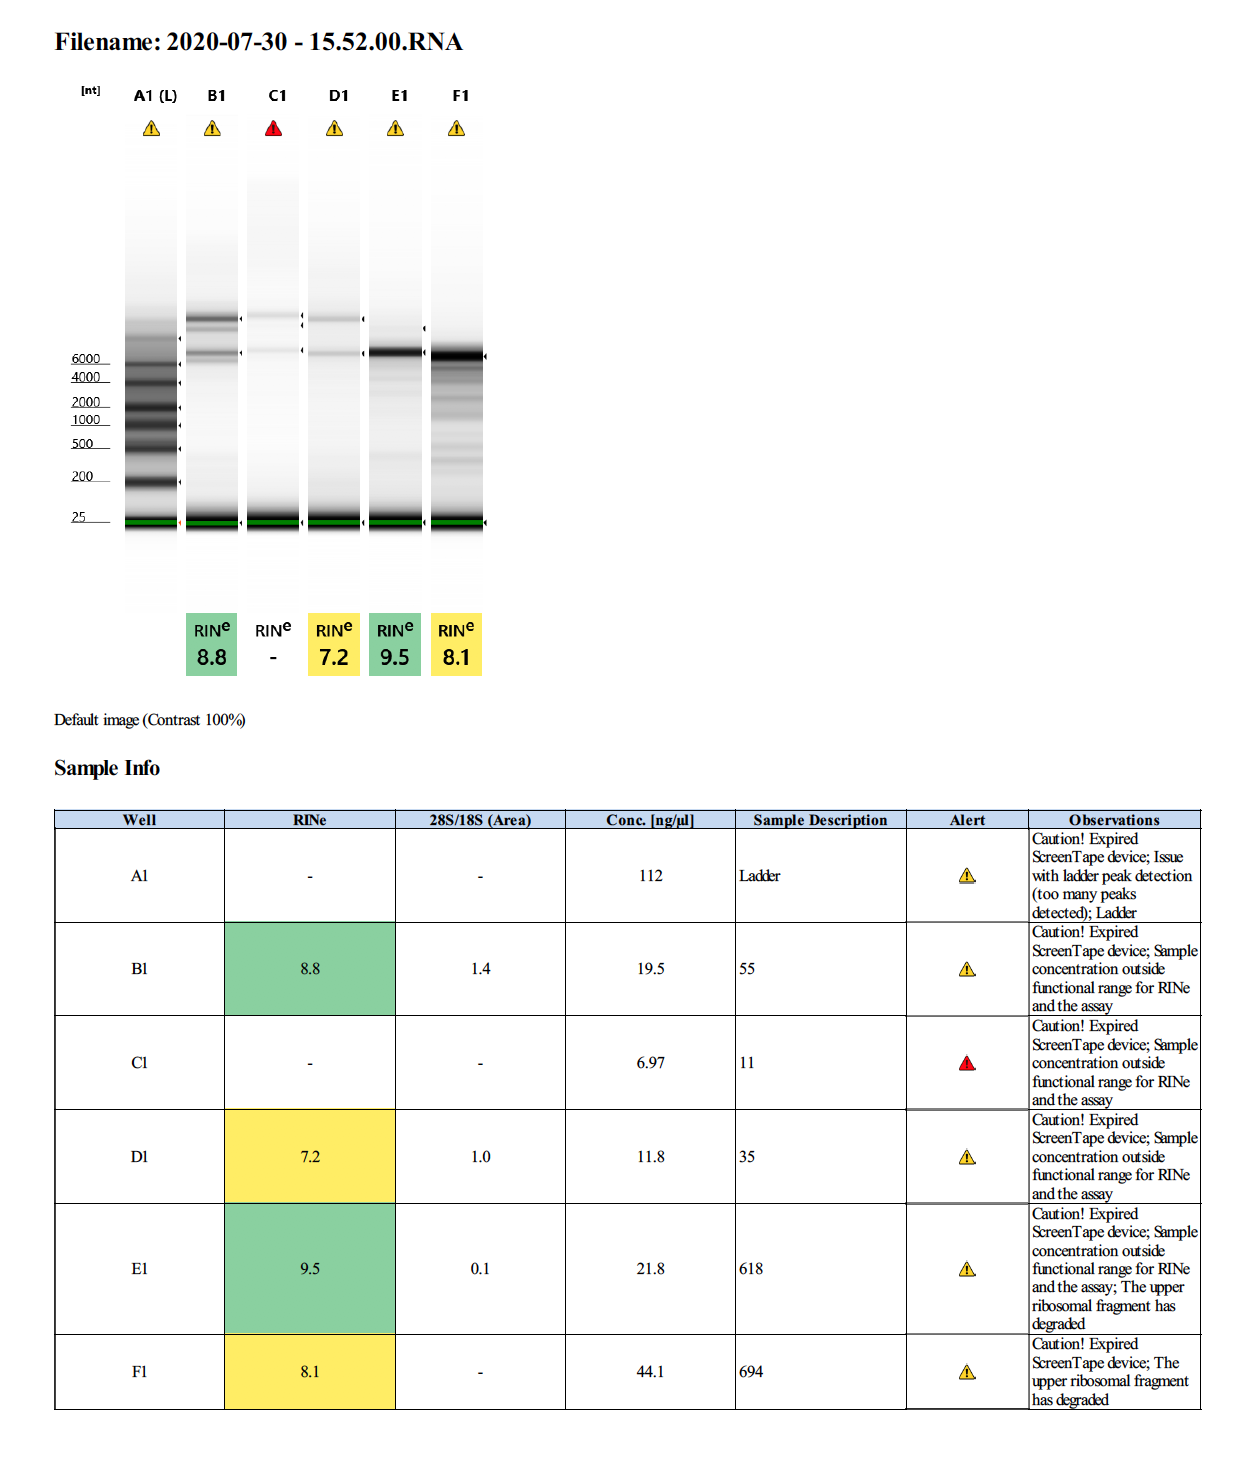 Filename: 2020-07-30 - 15.52.00.RNA
[nt] A1 (L) B1 C1 D1 E1 F1
6000
4000
2000
1000
500
200
25
RINe RINe RINe RINe RINe
8.8 - 7.2 9.5 8.1
Default image (Contrast 100%)
Sample Info
Well RINe 28S/18S (Area) Conc. [ng/µl] Sample Description Alert Observations
A1 - - 112 Ladder
Caution! Expired
ScreenTape device; Issue
with ladder peak detection
(too many peaks
detected); Ladder
B1 8.8 1.4 19.5 55
Caution! Expired
ScreenTape device; Sample
concentration outside
functional range for RINe
and the assay
C1 - - 6.97 11
Caution! Expired
ScreenTape device; Sample
concentration outside
functional range for RINe
and the assay
D1 7.2 1.0 11.8 35
Caution! Expired
ScreenTape device; Sample
concentration outside
functional range for RINe
and the assay
E1 9.5 0.1 21.8 618
Caution! Expired
ScreenTape device; Sample
concentration outside
functional range for RINe
and the assay; The upper
ribosomal fragment has
degraded
F1 8.1 - 44.1 694
Caution! Expired
ScreenTape device; The
upper ribosomal fragment
has degraded